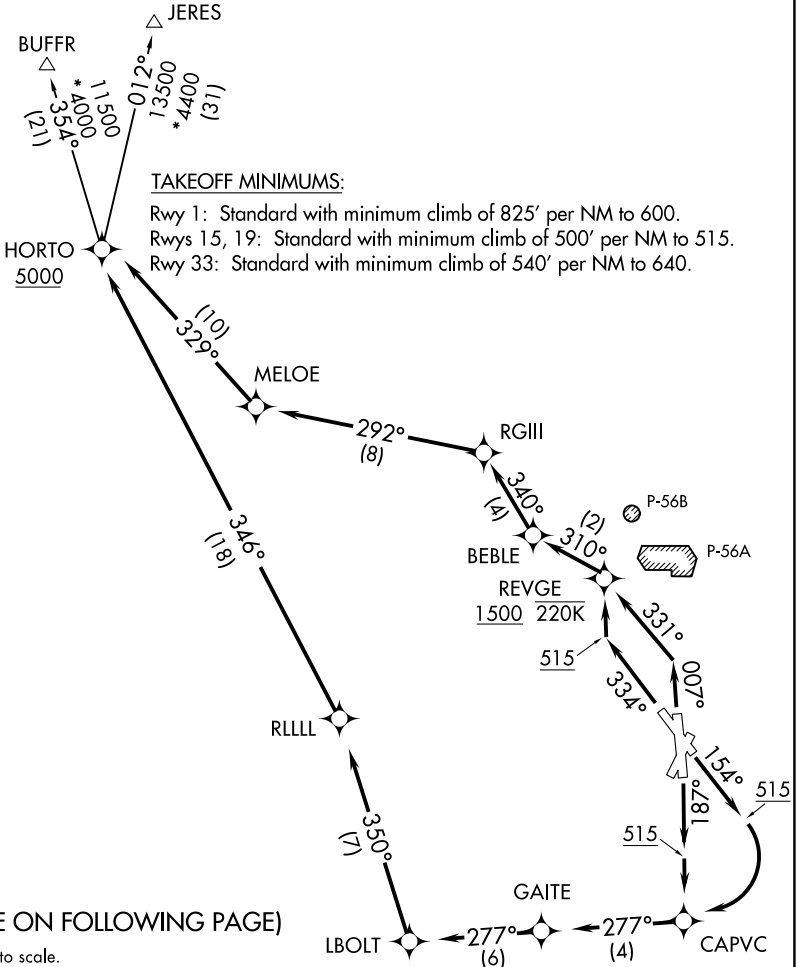 JERES
BUFFR
012°
13500
*4400
(31)
11500
*4000
354°
(21)
TAKEOFF MINIMUMS:
Rwy 1: Standard with minimum climb of 825' per NM to 600.
Rwys 15, 19: Standard with minimum climb of 500' per NM to 515.
Rwy 33: Standard with minimum climb of 540' per NM to 640.
HORTO
5000
(10)
329°
MELOE
292°
(8)
RGIII
340°
(4)
P-56B
(2)
310°
BEBLE
P-56A
REVGE
1500 220K
346°
(18)
331°
515
007°
334°
RLLLL
154°
187°
515
515
350°
(7)
GAITE
E ON FOLLOWING PAGE)
277°
(4)
CAPVC
LBOLT
277°
(6)
to scale.